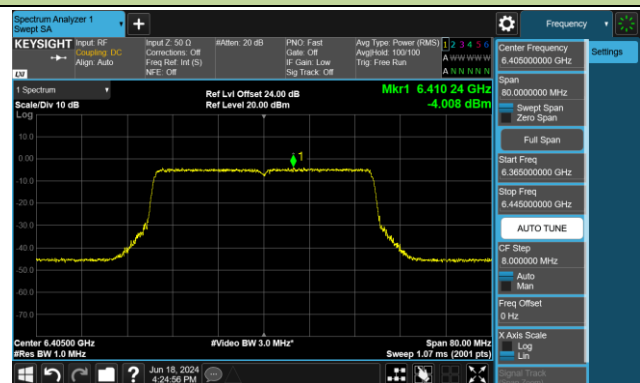 Spectrum Analyzer 1
Swept SA
Frequency
KEYSIGHT
Input: RF
Coupling: DC
Align: Auto
Input Z: 50 Ω
Corrections: Off
Freq Ref: Int (S)
NFE: Off
#Atten: 20 dB
PNO: Fast
Gate: Off
IF Gain: Low
Sig Track: Off
Avg Type: Power (RMS)
Avg|Hold: 100/100
Trig: Free Run
1 2 3 4 5 6
A W W W W W
A N N N N N
LXI
1 Spectrum
Scale/Div 10 dB
Log
Ref Lvl Offset 24.00 dB
Ref Level 20.00 dBm
Mkr1 6.410 24 GHz
-4.008 dBm
10.0
0.00
-10.0
-20.0
-30.0
-40.0
-50.0
-60.0
-70.0
1
Center 6.40500 GHz
#Res BW 1.0 MHz
#Video BW 3.0 MHz*
Span 80.00 MHz
Sweep 1.07 ms (2001 pts)
Jun 18, 2024
4:24:56 PM
Center Frequency
6.405000000 GHz
Settings
Span
80.0000000 MHz
Swept Span
Zero Span
Full Span
Start Freq
6.365000000 GHz
Stop Freq
6.445000000 GHz
AUTO TUNE
CF Step
8.000000 MHz
Auto
Man
Freq Offset
0 Hz
X Axis Scale
Log
Lin
Signal Track